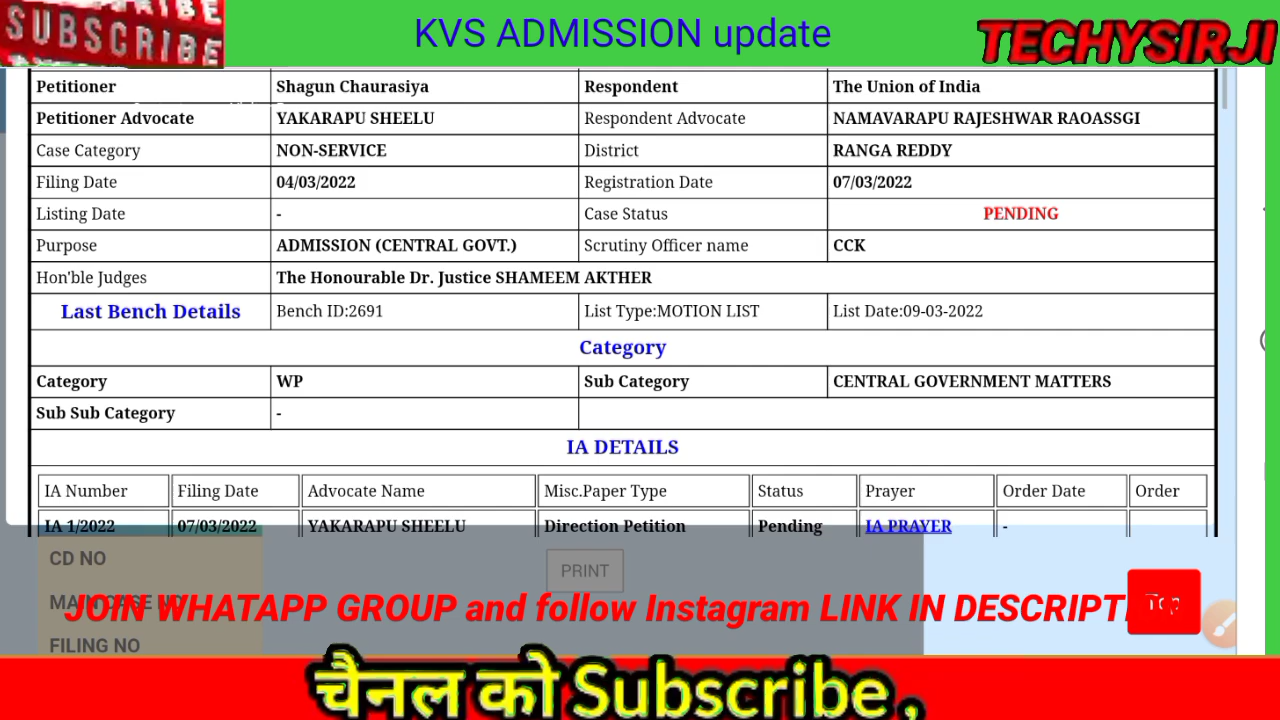 SUBSCRIBE
KVS ADMISSION update
TECHYSIRJI
Petitioner Shagun Chaurasiya Respondent The Union of India
Petitioner Advocate YAKARAPU SHEELU Respondent Advocate NAMAVARAPU RAJESHWAR RAOASSGI
Case Category NON-SERVICE District RANGA REDDY
Filing Date 04/03/2022 Registration Date 07/03/2022
Listing Date - Case Status PENDING
Purpose ADMISSION (CENTRAL GOVT.) Scrutiny Officer name CCK
Hon'ble Judges The Honourable Dr. Justice SHAMEEM AKTHER
Last Bench Details Bench ID:2691 List Type:MOTION LIST List Date:09-03-2022
Category
Category WP Sub Category CENTRAL GOVERNMENT MATTERS
Sub Sub Category -
IA DETAILS
IA Number Filing Date Advocate Name Misc.Paper Type Status Prayer Order Date Order
IA 1/2022 07/03/2022 YAKARAPU SHEELU Direction Petition Pending IA PRAYER -
CD NO
PRINT
MAIN CASE NO
JOIN WHATAPP GROUP and follow Instagram LINK IN DESCRIPT
Top
FILING NO
चैनल को Subscribe,